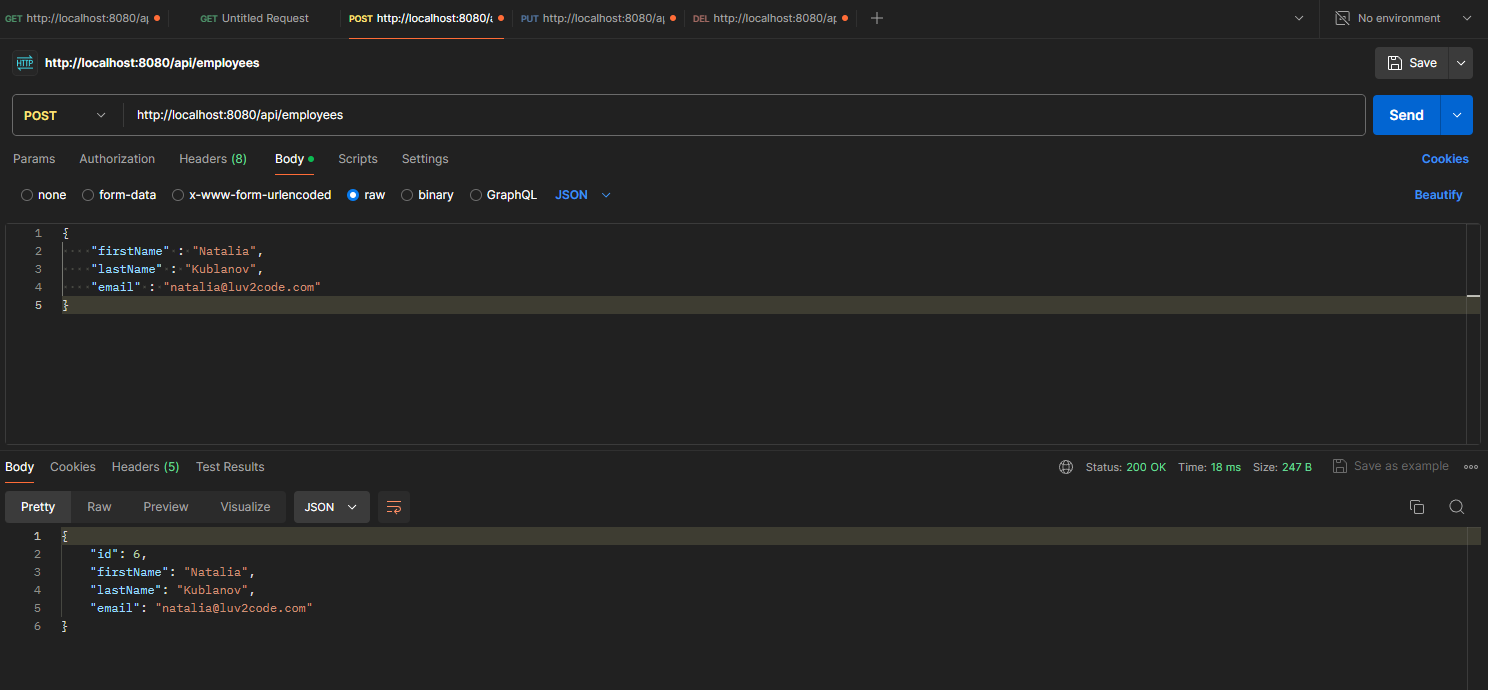 GET http://localhost:8080/a GET Untitled Request POST http://localhost:8080/a PUT http://localhost:8080/a DEL http://localhost:8080/a No environment
HTTP http://localhost:8080/api/employees Save
POST http://localhost:8080/api/employees Send
Params Authorization Headers (8) Body Scripts Settings Cookies
none form-data x-www-form-urlencoded raw binary GraphQL JSON Beautify
1 {
2 "firstName" : "Natalia",
3 "lastName" : "Kublanov",
4 "email" : "natalia@luv2code.com"
5 }
Body Cookies Headers (5) Test Results Status: 200 OK Time: 18 ms Size: 247 B Save as example
Pretty Raw Preview Visualize JSON
1 {
2 "id": 6,
3 "firstName": "Natalia",
4 "lastName": "Kublanov",
5 "email": "natalia@luv2code.com"
6 }